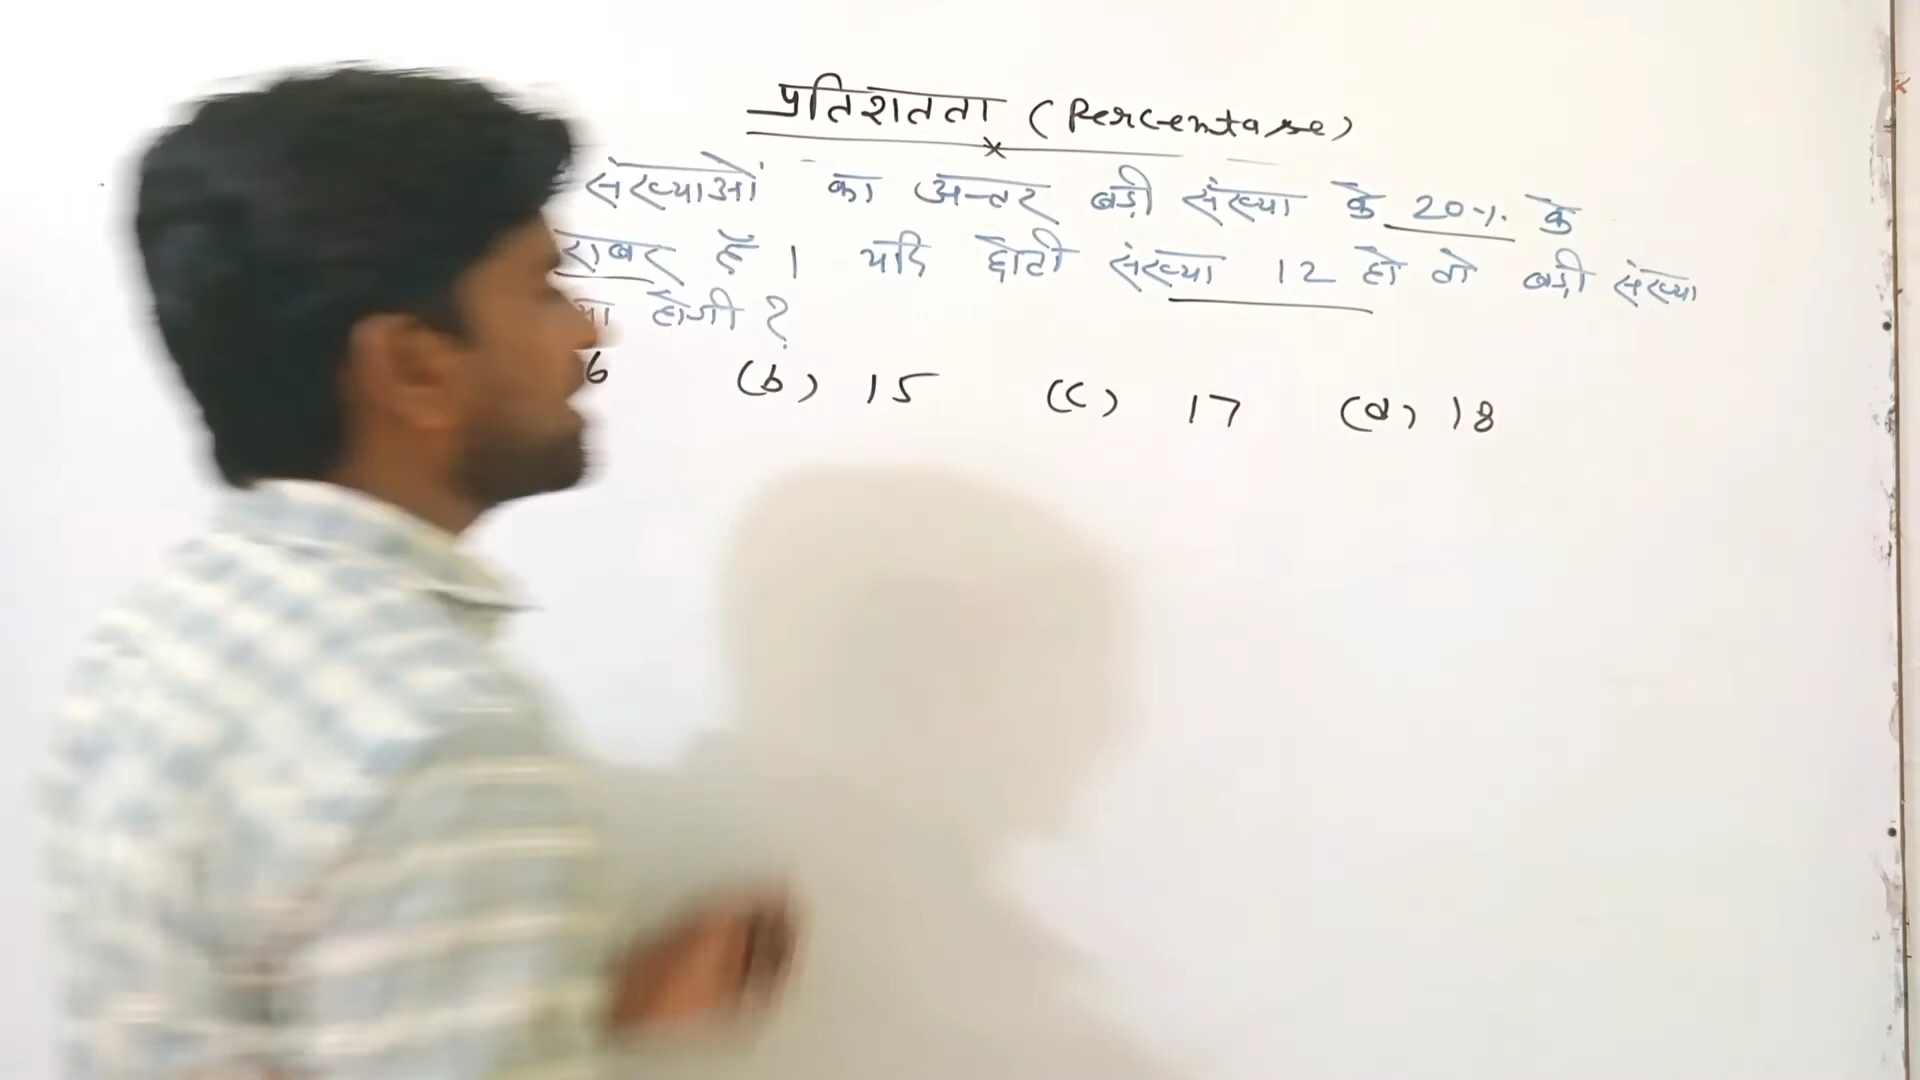 प्रतिशतता (Percentage)
संख्याओं का अन्तर बड़ी संख्या के 20% के
राबर है । यदि छोटी संख्या 12 हो तो बड़ी संख्या
या होगी ?
6 (b) 15 (c) 17 (d) 18